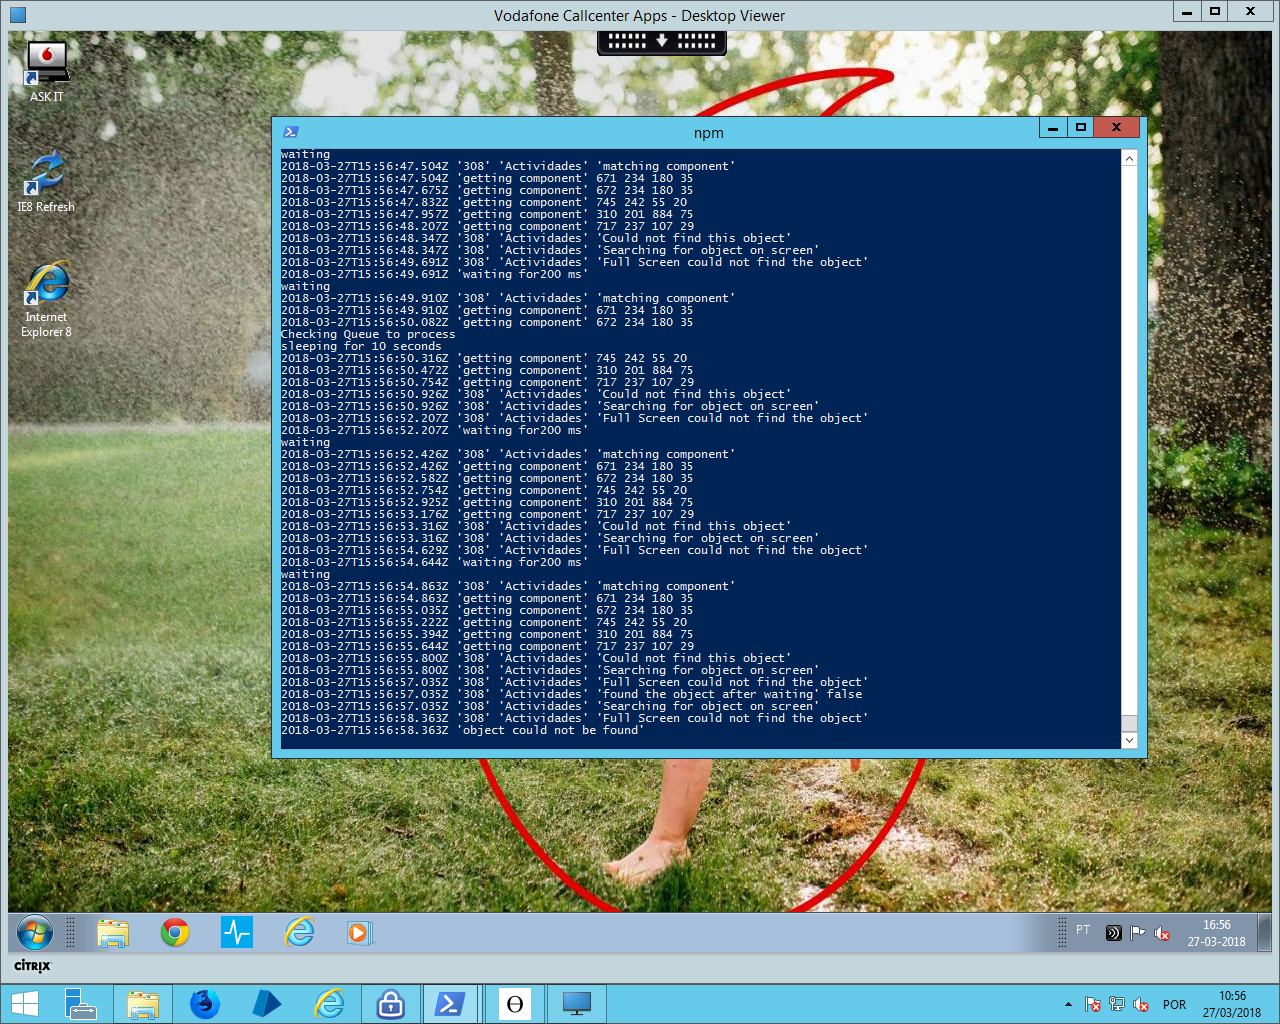 Vodafone Callcenter Apps - Desktop Viewer
ASK IT
IE8 Refresh
Internet
Explorer 8
npm
waiting
2018-03-27T15:56:47.504Z '308' 'Actividades' 'matching component'
2018-03-27T15:56:47.504Z 'getting component' 671 234 180 35
2018-03-27T15:56:47.675Z 'getting component' 672 234 180 35
2018-03-27T15:56:47.832Z 'getting component' 745 242 55 20
2018-03-27T15:56:47.957Z 'getting component' 310 201 884 75
2018-03-27T15:56:48.207Z 'getting component' 717 237 107 29
2018-03-27T15:56:48.347Z '308' 'Actividades' 'Could not find this object'
2018-03-27T15:56:48.347Z '308' 'Actividades' 'Searching for object on screen'
2018-03-27T15:56:49.691Z '308' 'Actividades' 'Full Screen could not find the object'
2018-03-27T15:56:49.691Z 'waiting for200 ms'
waiting
2018-03-27T15:56:49.910Z '308' 'Actividades' 'matching component'
2018-03-27T15:56:49.910Z 'getting component' 671 234 180 35
2018-03-27T15:56:50.082Z 'getting component' 672 234 180 35
Checking Queue to process
sleeping for 10 seconds
2018-03-27T15:56:50.316Z 'getting component' 745 242 55 20
2018-03-27T15:56:50.472Z 'getting component' 310 201 884 75
2018-03-27T15:56:50.754Z 'getting component' 717 237 107 29
2018-03-27T15:56:50.926Z '308' 'Actividades' 'Could not find this object'
2018-03-27T15:56:50.926Z '308' 'Actividades' 'Searching for object on screen'
2018-03-27T15:56:52.207Z '308' 'Actividades' 'Full Screen could not find the object'
2018-03-27T15:56:52.207Z 'waiting for200 ms'
waiting
2018-03-27T15:56:52.426Z '308' 'Actividades' 'matching component'
2018-03-27T15:56:52.426Z 'getting component' 671 234 180 35
2018-03-27T15:56:52.582Z 'getting component' 672 234 180 35
2018-03-27T15:56:52.754Z 'getting component' 745 242 55 20
2018-03-27T15:56:52.925Z 'getting component' 310 201 884 75
2018-03-27T15:56:53.176Z 'getting component' 717 237 107 29
2018-03-27T15:56:53.316Z '308' 'Actividades' 'Could not find this object'
2018-03-27T15:56:53.316Z '308' 'Actividades' 'Searching for object on screen'
2018-03-27T15:56:54.629Z '308' 'Actividades' 'Full Screen could not find the object'
2018-03-27T15:56:54.644Z 'waiting for200 ms'
waiting
2018-03-27T15:56:54.863Z '308' 'Actividades' 'matching component'
2018-03-27T15:56:54.863Z 'getting component' 671 234 180 35
2018-03-27T15:56:55.035Z 'getting component' 672 234 180 35
2018-03-27T15:56:55.222Z 'getting component' 745 242 55 20
2018-03-27T15:56:55.394Z 'getting component' 310 201 884 75
2018-03-27T15:56:55.644Z 'getting component' 717 237 107 29
2018-03-27T15:56:55.800Z '308' 'Actividades' 'Could not find this object'
2018-03-27T15:56:55.800Z '308' 'Actividades' 'Searching for object on screen'
2018-03-27T15:56:57.035Z '308' 'Actividades' 'Full Screen could not find the object'
2018-03-27T15:56:57.035Z '308' 'Actividades' 'found the object after waiting' false
2018-03-27T15:56:57.035Z '308' 'Actividades' 'Searching for object on screen'
2018-03-27T15:56:58.363Z '308' 'Actividades' 'Full Screen could not find the object'
2018-03-27T15:56:58.363Z 'object could not be found'
PT
16:56
27-03-2018
CITRIX
POR
10:56
27/03/2018